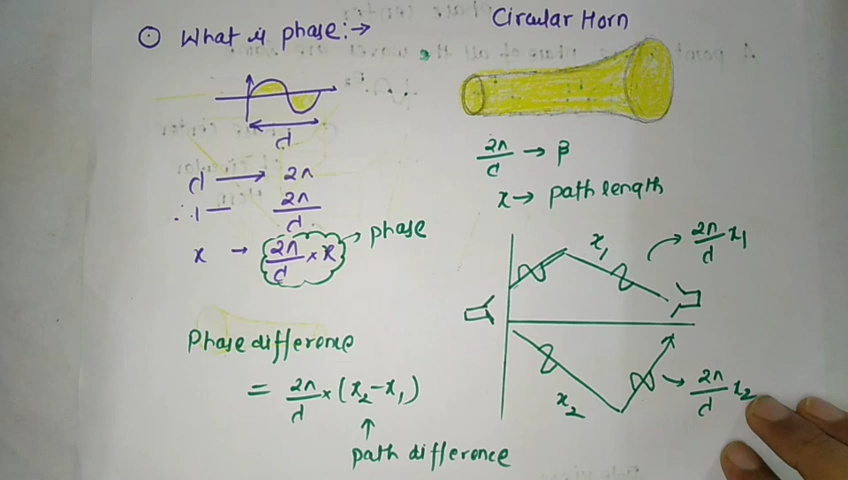 What is phase:→
Circular Horn
d
d → 2π
∴ 1 — 2π/d
x → 2π/d × x → phase
2π/d → β
x → path length
x₁ → 2π/d x₁
x₂ → 2π/d x₂
Phase difference
= 2π/d × (x₂ - x₁)
↑
path difference